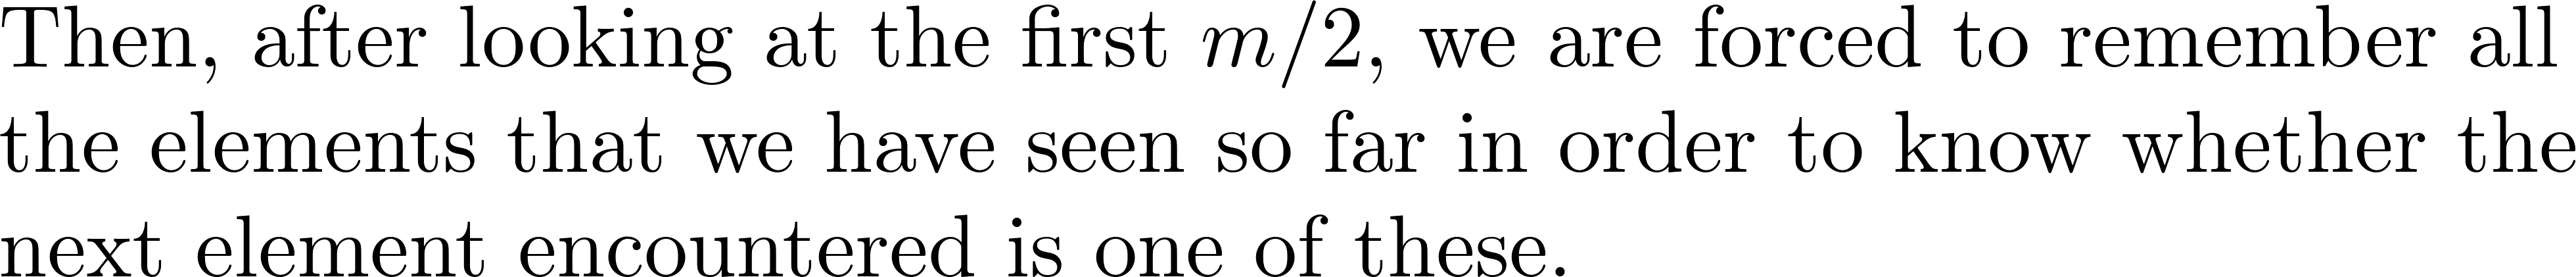 Then, after looking at the first m/2, we are forced to remember all
the elements that we have seen so far in order to know whether the
next element encountered is one of these.